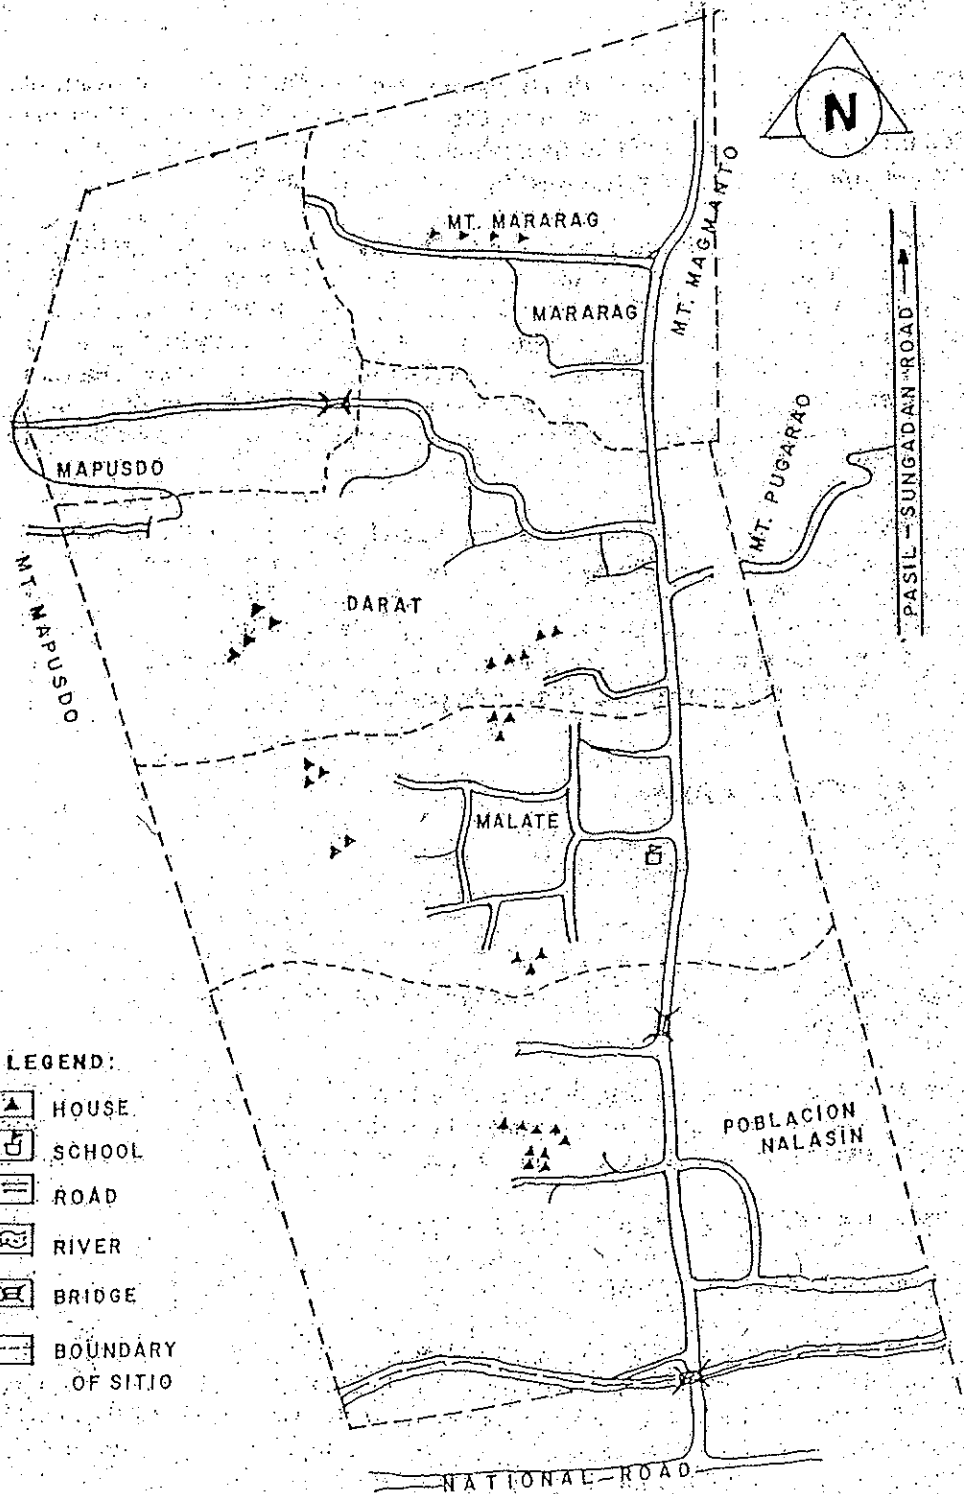 N
MT. MARARAG
MT. MAGMANTO
MARARAG
PASIL-SUNGADAN ROAD
MT. PUGARAO
MAPUSDO
MT. MAPUSDO
DARAT
MALATE
POBLACION
NALASIN
LEGEND:
HOUSE
SCHOOL
ROAD
RIVER
BRIDGE
BOUNDARY
OF SITIO
NATIONAL ROAD